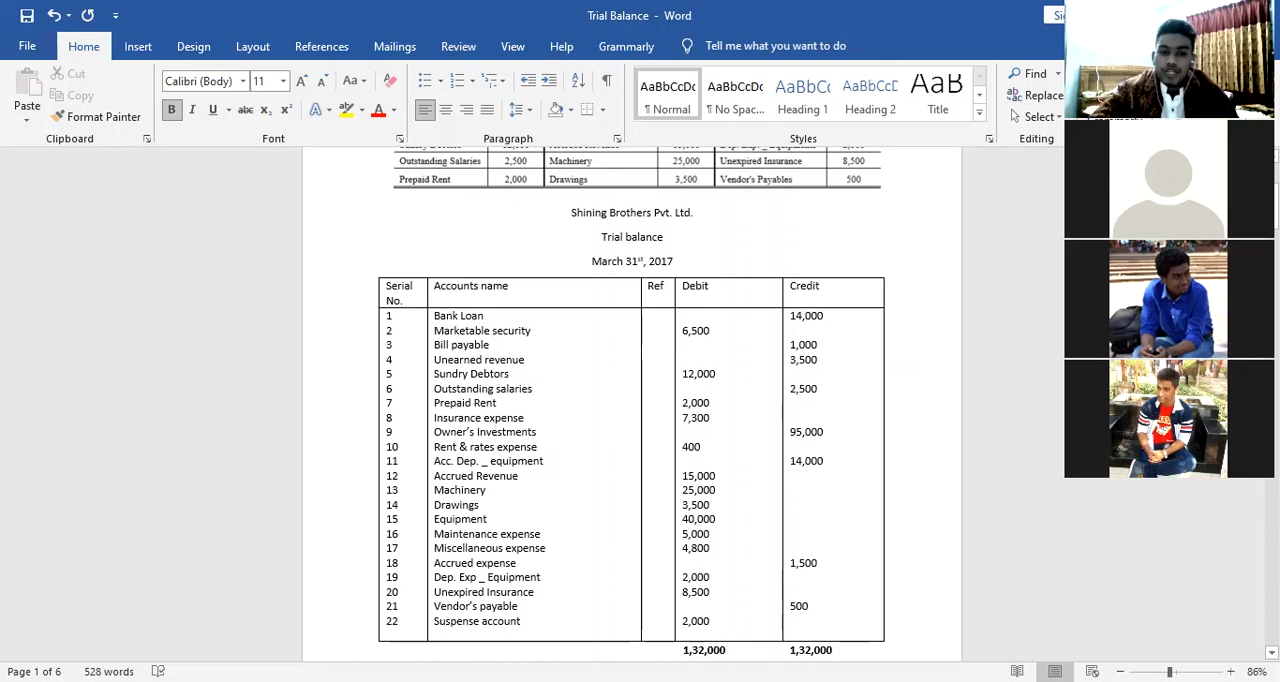 Trial Balance - Word
File Home Insert Design Layout References Mailings Review View Help Grammarly Tell me what you want to do
Paste
Cut
Copy
Format Painter
Calibri (Body) 11
AaBbCcDc AaBbCcDc AaBbCc AaBbCcD AaB
¶ Normal ¶ No Spac... Heading 1 Heading 2 Title
Find
Replace
Select
Clipboard Font Paragraph Styles Editing
Outstanding Salaries 2,500 Machinery 25,000 Unexpired Insurance 8,500
Prepaid Rent 2,000 Drawings 3,500 Vendor's Payables 500
Shining Brothers Pvt. Ltd.
Trial balance
March 31st, 2017
Serial No. Accounts name Ref Debit Credit
1 Bank Loan 14,000
2 Marketable security 6,500
3 Bill payable 1,000
4 Unearned revenue 3,500
5 Sundry Debtors 12,000
6 Outstanding salaries 2,500
7 Prepaid Rent 2,000
8 Insurance expense 7,300
9 Owner's Investments 95,000
10 Rent & rates expense 400
11 Acc. Dep. _ equipment 14,000
12 Accrued Revenue 15,000
13 Machinery 25,000
14 Drawings 3,500
15 Equipment 40,000
16 Maintenance expense 5,000
17 Miscellaneous expense 4,800
18 Accrued expense 1,500
19 Dep. Exp _ Equipment 2,000
20 Unexpired Insurance 8,500
21 Vendor's payable 500
22 Suspense account 2,000
1,32,000 1,32,000
Page 1 of 6 528 words 86%